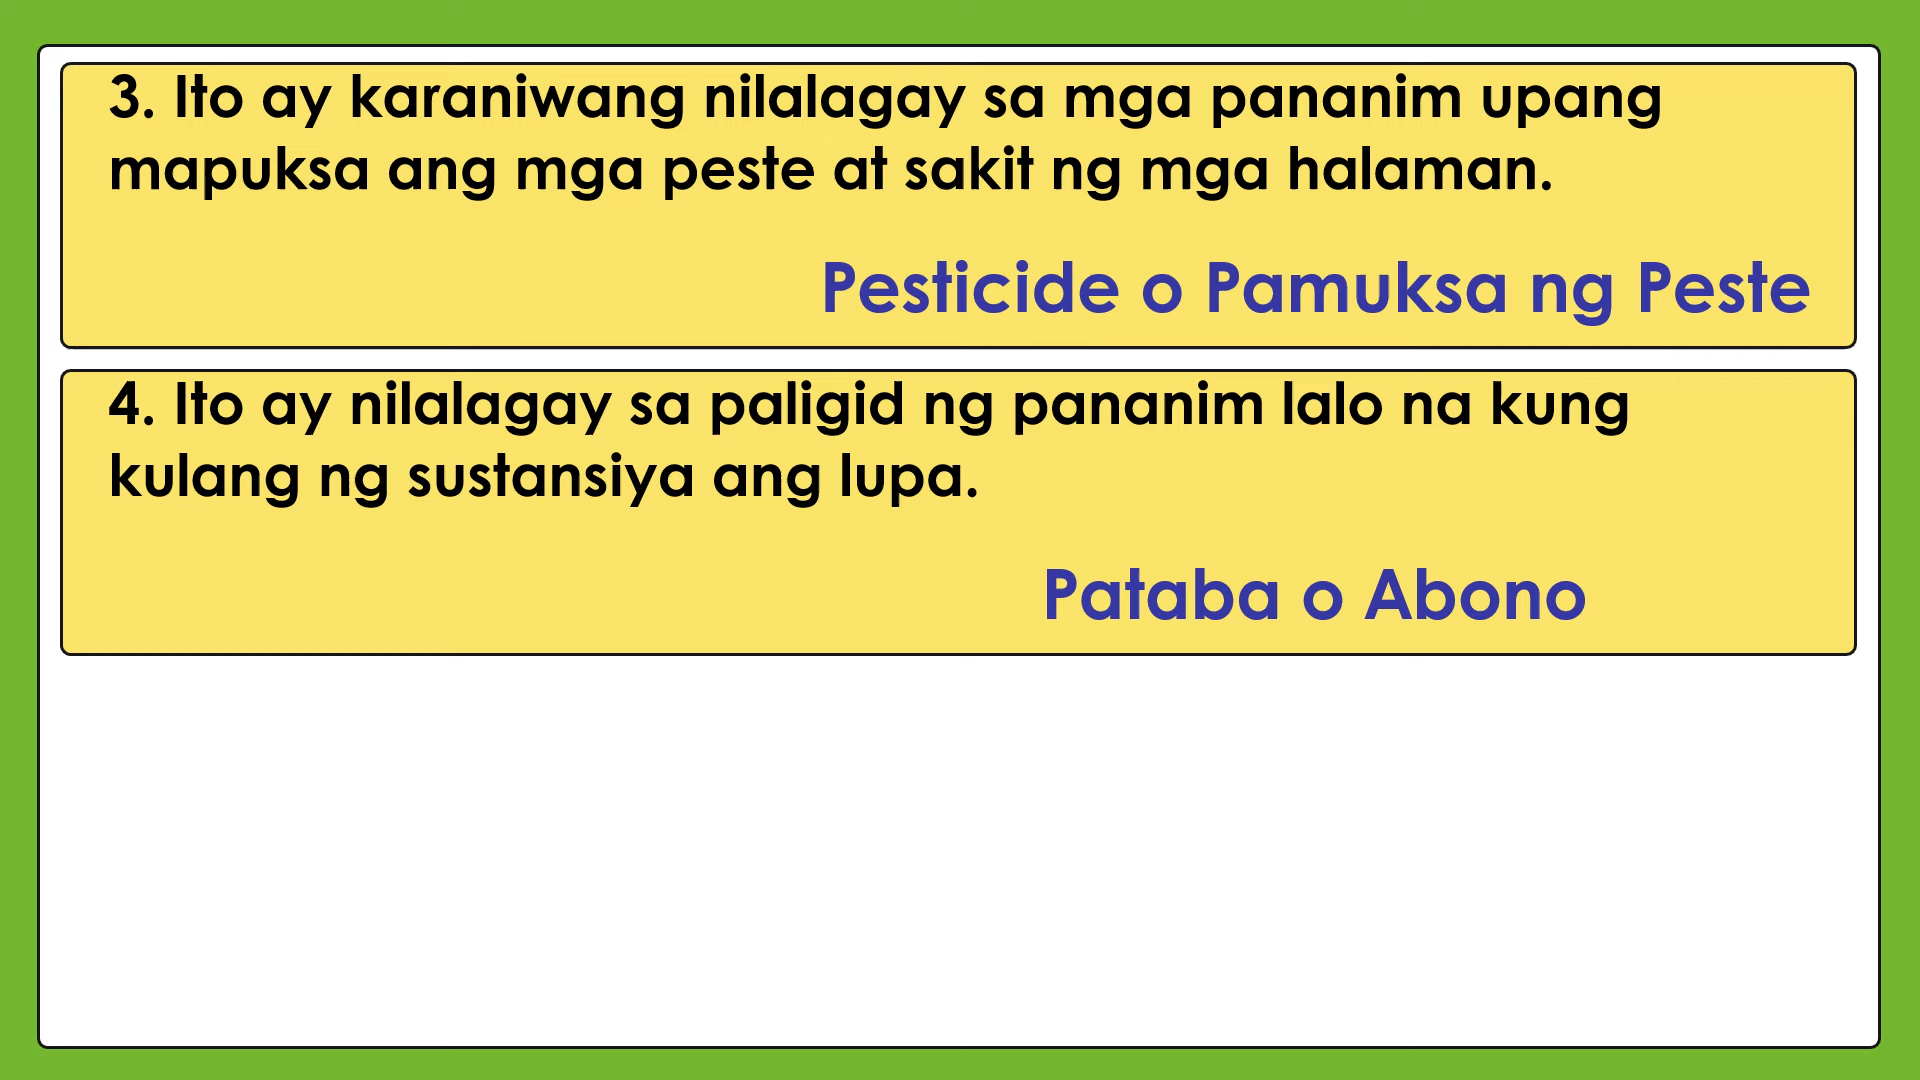 3. Ito ay karaniwang nilalagay sa mga pananim upang
mapuksa ang mga peste at sakit ng mga halaman.
Pesticide o Pamuksa ng Peste
4. Ito ay nilalagay sa paligid ng pananim lalo na kung
kulang ng sustansiya ang lupa.
Pataba o Abono